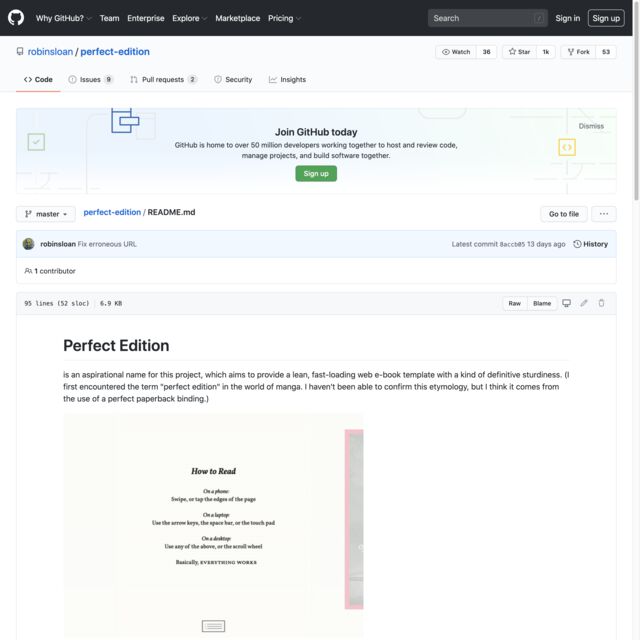 Why GitHub? Team Enterprise Explore Marketplace Pricing Search / Sign in Sign up
robinsloan / perfect-edition Watch 36 Star 1k Fork 53
Code Issues 9 Pull requests 2 Security Insights
Dismiss
Join GitHub today
GitHub is home to over 50 million developers working together to host and review code,
manage projects, and build software together.
Sign up
master perfect-edition / README.md Go to file ...
robinsloan Fix erroneous URL Latest commit 8accb05 13 days ago History
1 contributor
95 lines (52 sloc) 6.9 KB Raw Blame
Perfect Edition
is an aspirational name for this project, which aims to provide a lean, fast-loading web e-book template with a kind of definitive sturdiness. (I
first encountered the term "perfect edition" in the world of manga. I haven't been able to confirm this etymology, but I think it comes from
the use of a perfect paperback binding.)
How to Read
On a phone:
Swipe, or tap the edges of the page
On a laptop:
Use the arrow keys, the space bar, or the touch pad
On a desktop:
Use any of the above, or the scroll wheel
Basically, EVERYTHING WORKS